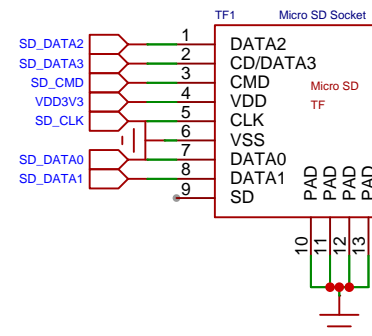 TF1 Micro SD Socket
SD_DATA2 1 DATA2
SD_DATA3 2 CD/DATA3
SD_CMD 3 CMD
VDD3V3 4 VDD
SD_CLK 5 CLK
6 VSS
SD_DATA0 7 DATA0
SD_DATA1 8 DATA1
9 SD
Micro SD
TF
PAD PAD PAD PAD
10 11 12 13